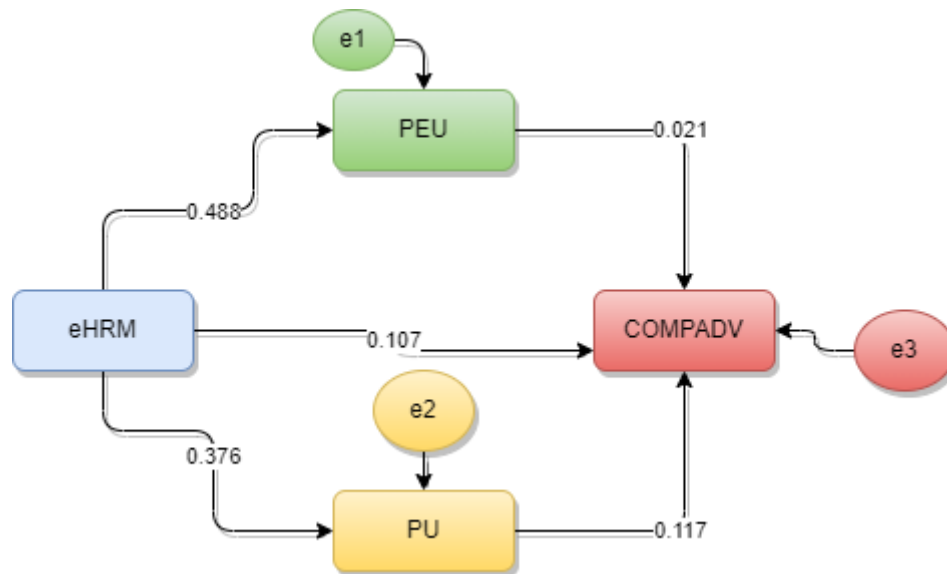 e1
PEU
0.021
0.488
eHRM
0.107
COMPADV
e3
e2
0.376
PU
0.117